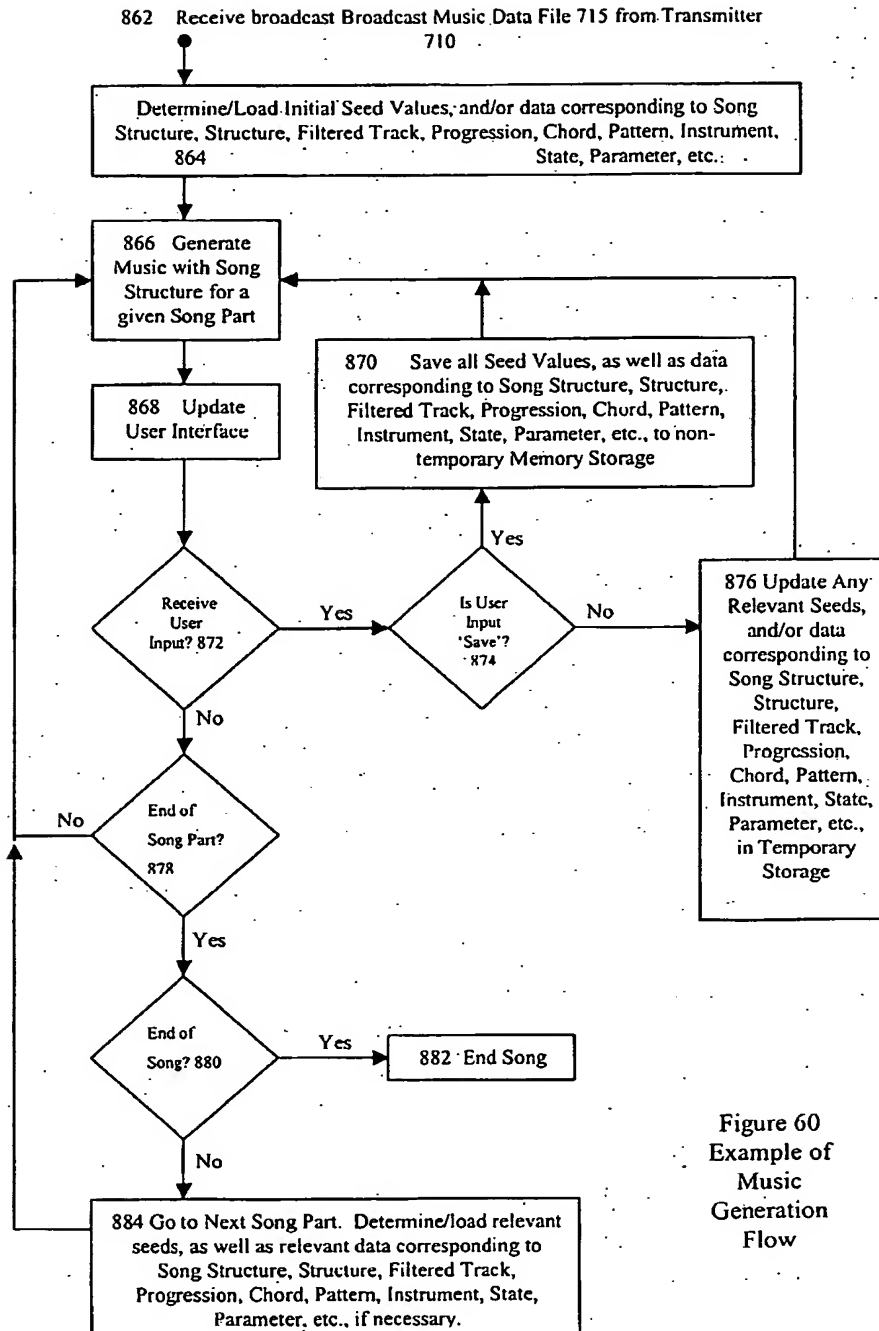 862 Receive broadcast Broadcast Music Data File 715 from Transmitter
710
Determine/Load Initial Seed Values, and/or data corresponding to Song
Structure, Structure, Filtered Track, Progression, Chord, Pattern, Instrument,
864 State, Parameter, etc.
866 Generate
Music with Song
Structure for a
given Song Part
868 Update
User Interface
870 Save all Seed Values, as well as data
corresponding to Song Structure, Structure,
Filtered Track, Progression, Chord, Pattern,
Instrument, State, Parameter, etc., to non-
temporary Memory Storage
Receive
User
Input? 872
Yes
Is User
Input
'Save'?
874
Yes
No
876 Update Any
Relevant Seeds,
and/or data
corresponding to
Song Structure,
Structure,
Filtered Track,
Progression,
Chord, Pattern,
Instrument, State,
Parameter, etc.,
in Temporary
Storage
No
End of
Song Part?
878
No
Yes
End of
Song? 880
Yes
882 End Song
No
884 Go to Next Song Part. Determine/load relevant
seeds, as well as relevant data corresponding to
Song Structure, Structure, Filtered Track,
Progression, Chord, Pattern, Instrument, State,
Parameter, etc., if necessary.
Figure 60
Example of
Music
Generation
Flow